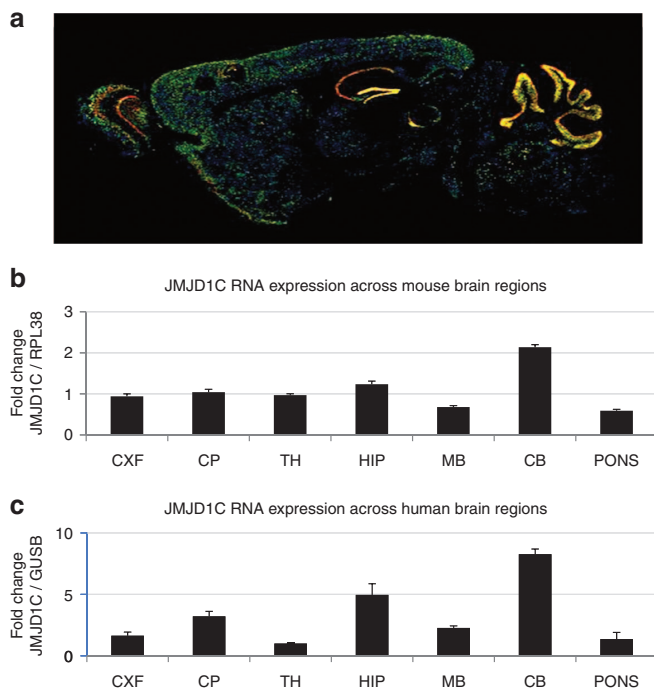 a
b
JMJD1C RNA expression across mouse brain regions
Fold change
JMJD1C / RPL38
3
2
1
0
CXF CP TH HIP MB CB PONS
c
JMJD1C RNA expression across human brain regions
Fold change
JMJD1C / GUSB
10
5
0
CXF CP TH HIP MB CB PONS